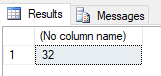 Results Messages
(No column name)
1 32